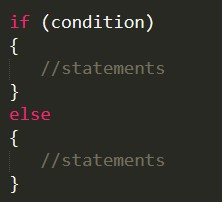 if (condition)
{
    //statements
}
else
{
    //statements
}